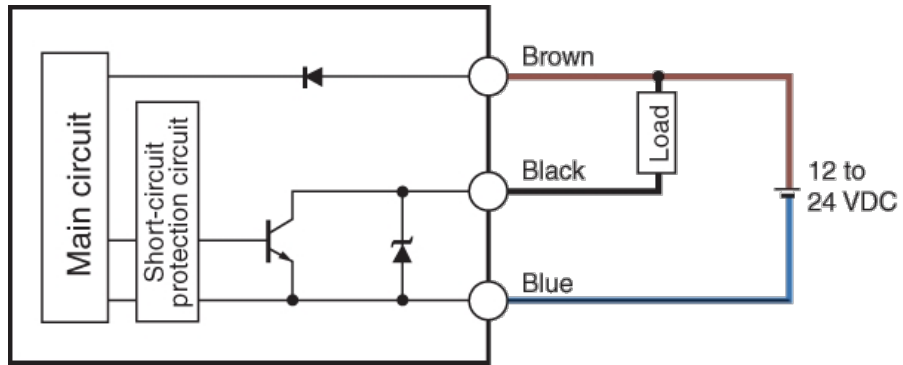 Brown
Main circuit
Short-circuit
protection circuit
Load
Black
12 to
24 VDC
Blue